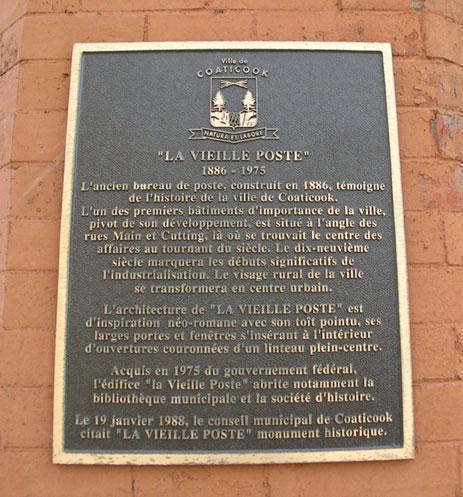 Ville de
COATICOOK
NATURA ET LABORE
"LA VIEILLE POSTE"
1886 - 1975
L'ancien bureau de poste, construit en 1886, témoigne
de l'histoire de la ville de Coaticook.
L'un des premiers bâtiments d'importance de la ville,
pivot de son développement, est situé à l'angle des
rues Main et Cutting, là où se trouvait le centre des
affaires au tournant du siècle. Le dix-neuvième
siècle marquera les débuts significatifs de
l'industrialisation. Le visage rural de la ville
se transformera en centre urbain.
L'architecture de "LA VIEILLE POSTE" est
d'inspiration néo-romane avec son toît pointu, ses
larges portes et fenêtres s'insérant à l'intérieur
d'ouvertures couronnées d'un linteau plein-centre.
Acquis en 1975 du gouvernement fédéral,
l'édifice "la Vieille Poste" abrite notamment la
bibliothèque municipale et la société d'histoire.
Le 19 janvier 1988, le conseil municipal de Coaticook
citait "LA VIEILLE POSTE" monument historique.